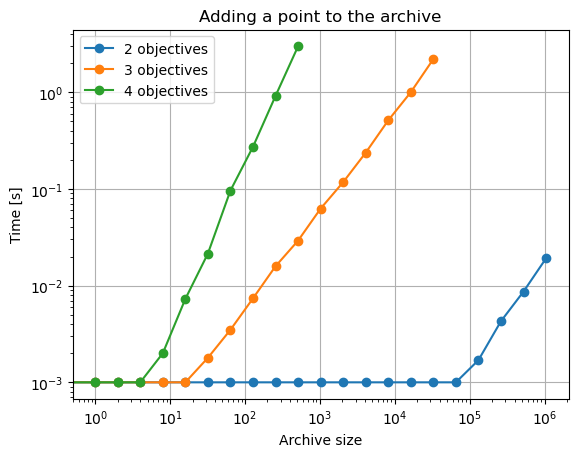 Adding a point to the archive
2 objectives
3 objectives
4 objectives
Time [s]
10⁰
10⁻¹
10⁻²
10⁻³
10⁰ 10¹ 10² 10³ 10⁴ 10⁵ 10⁶
Archive size